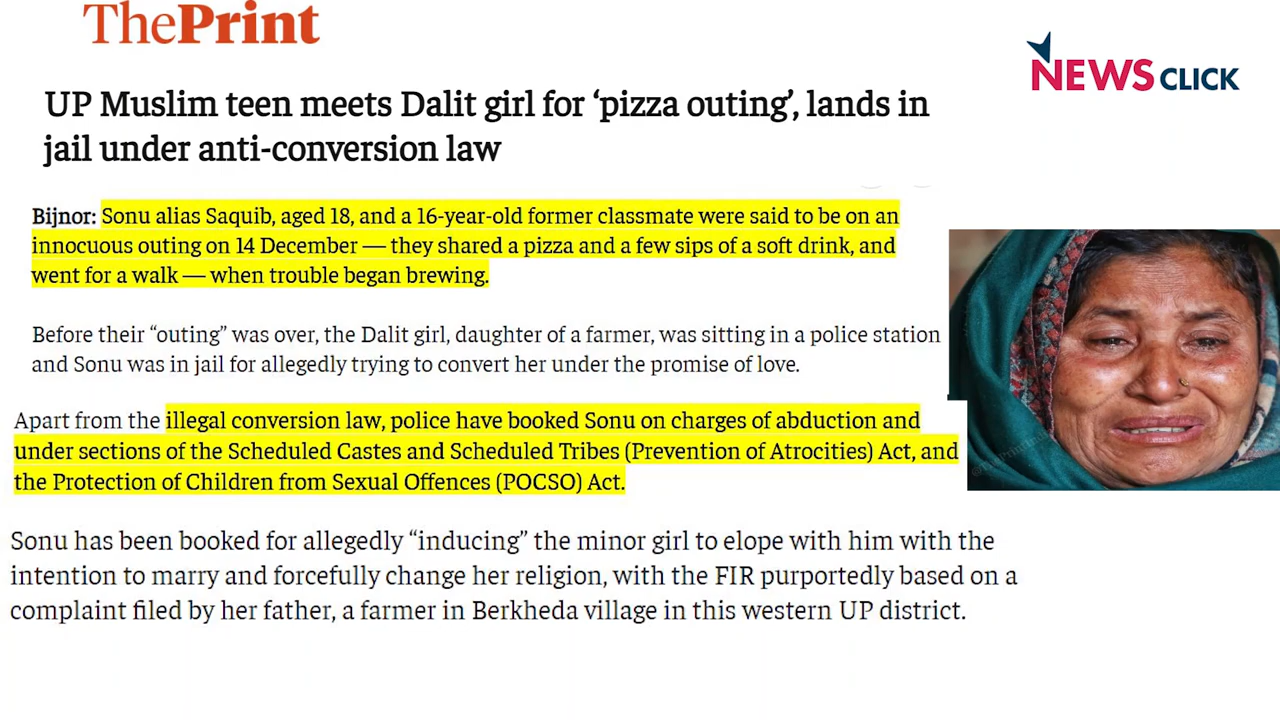 ThePrint
NEWS CLICK
UP Muslim teen meets Dalit girl for ‘pizza outing’, lands in
jail under anti-conversion law
Bijnor: Sonu alias Saquib, aged 18, and a 16-year-old former classmate were said to be on an
innocuous outing on 14 December — they shared a pizza and a few sips of a soft drink, and
went for a walk — when trouble began brewing.
Before their “outing” was over, the Dalit girl, daughter of a farmer, was sitting in a police station
and Sonu was in jail for allegedly trying to convert her under the promise of love.
Apart from the illegal conversion law, police have booked Sonu on charges of abduction and
under sections of the Scheduled Castes and Scheduled Tribes (Prevention of Atrocities) Act, and
the Protection of Children from Sexual Offences (POCSO) Act.
Sonu has been booked for allegedly “inducing” the minor girl to elope with him with the
intention to marry and forcefully change her religion, with the FIR purportedly based on a
complaint filed by her father, a farmer in Berkheda village in this western UP district.